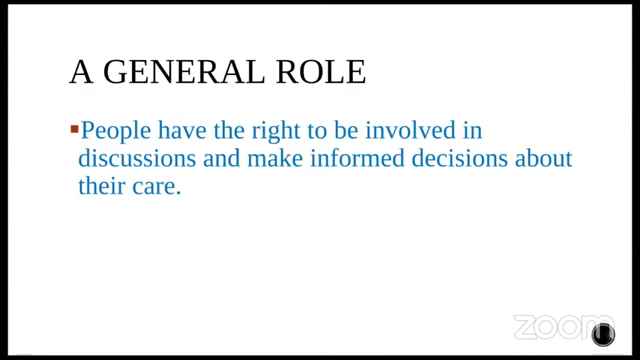 A GENERAL ROLE
▪People have the right to be involved in
discussions and make informed decisions about
their care.
zoom